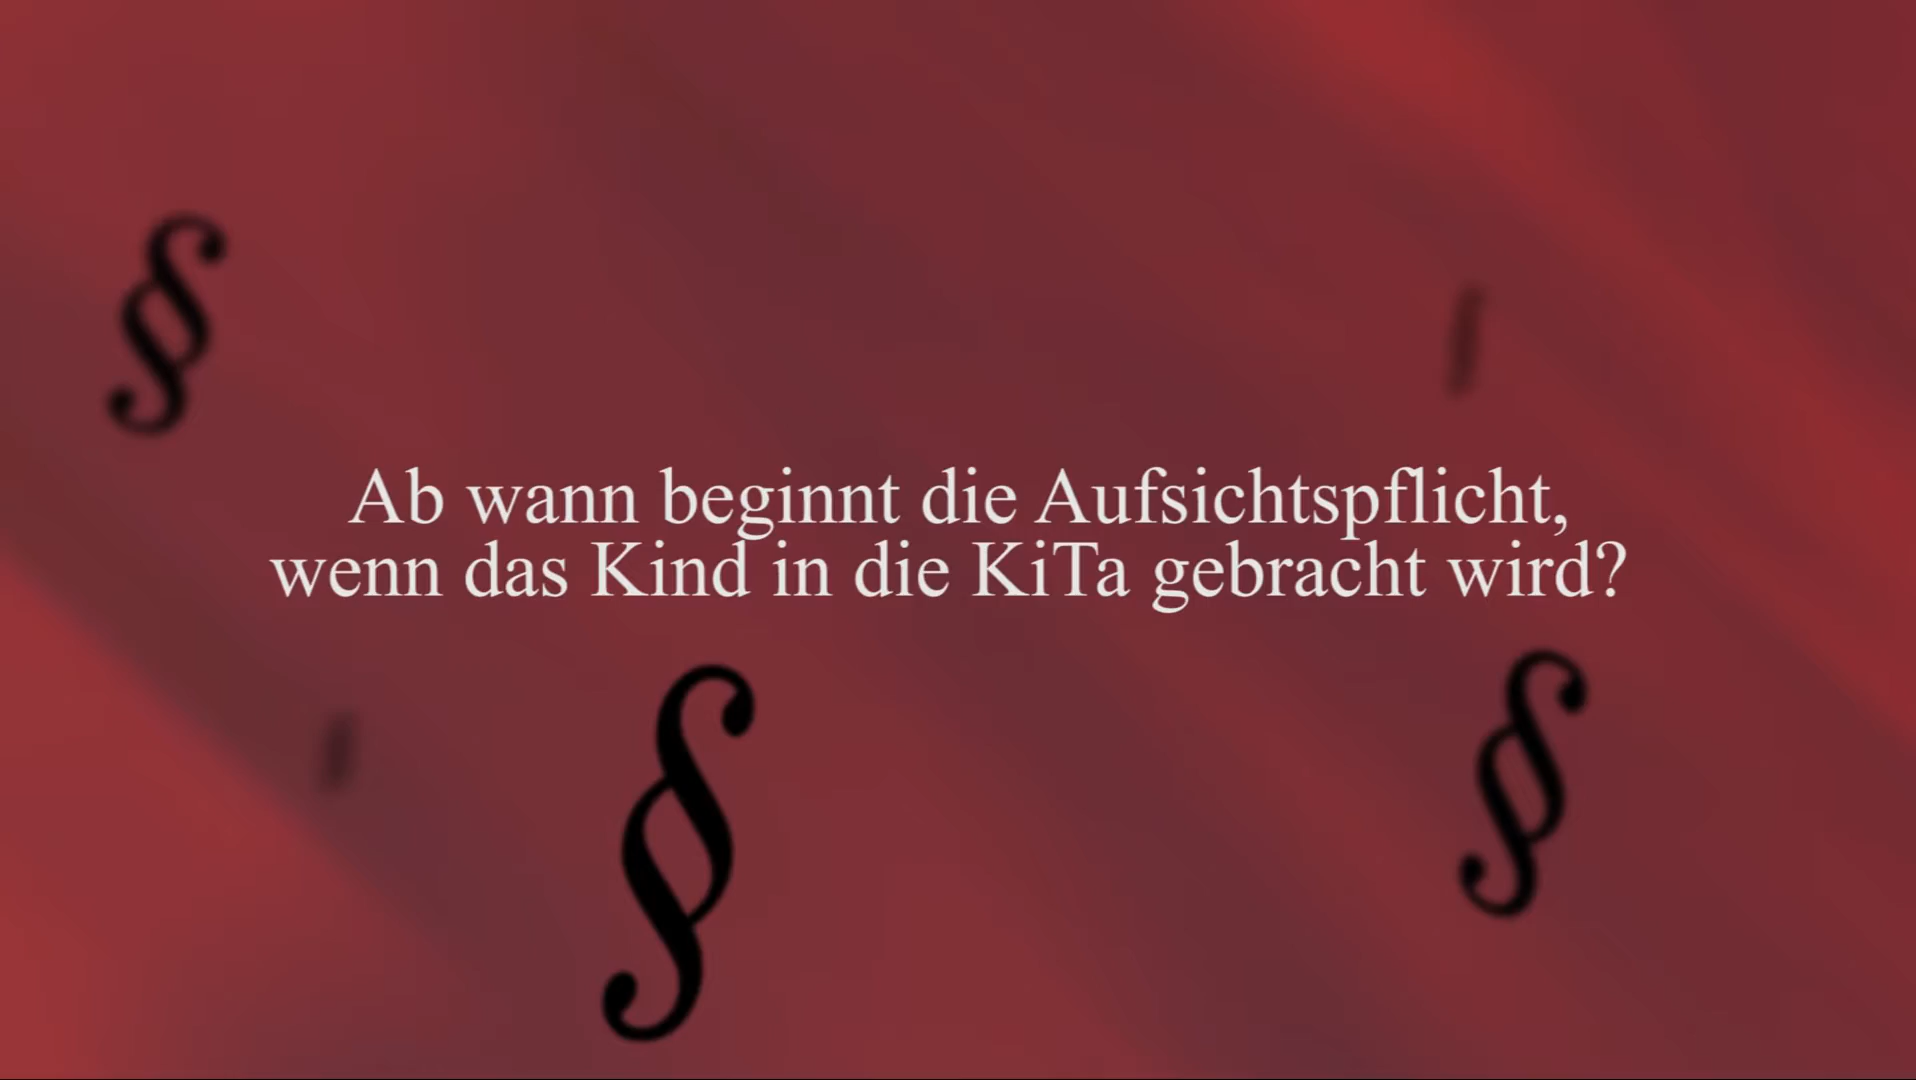 §
Ab wann beginnt die Aufsichtspflicht,
wenn das Kind in die KiTa gebracht wird?
§
§